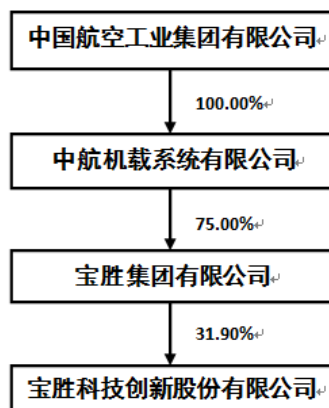 中国航空工业集团有限公司
100.00%
中航机载系统有限公司
75.00%
宝胜集团有限公司
31.90%
宝胜科技创新股份有限公司